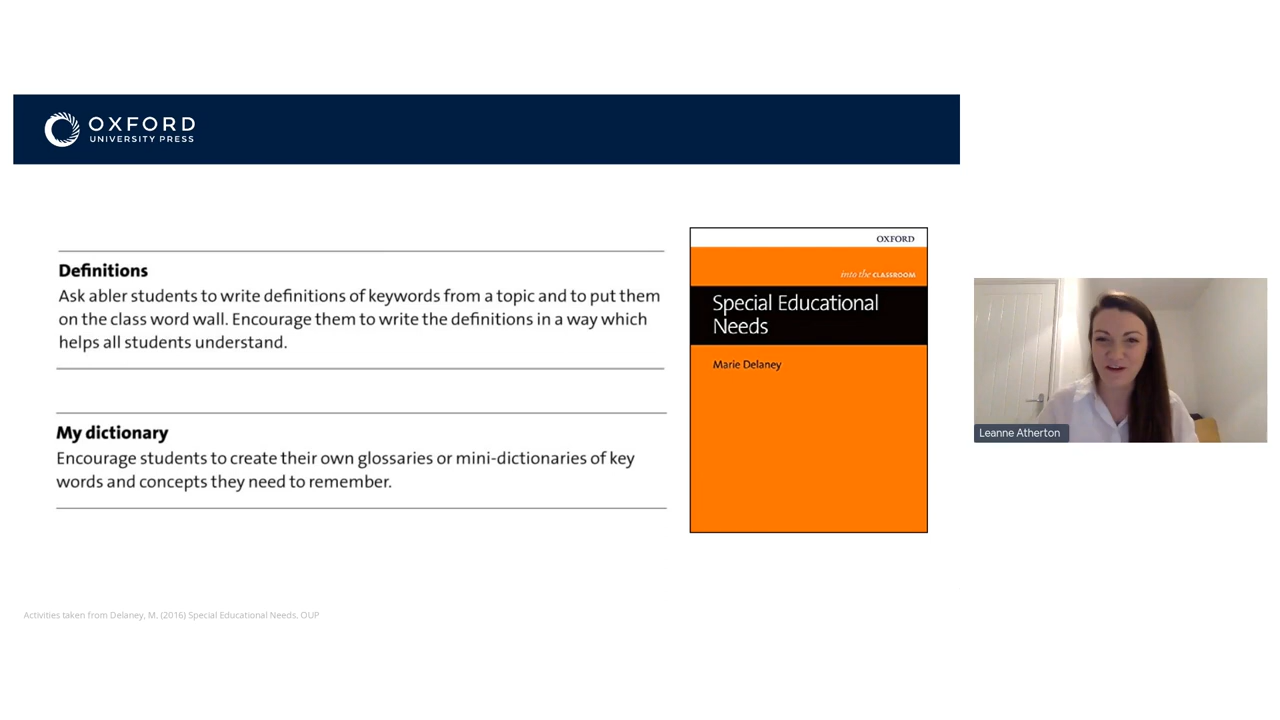 OXFORD
UNIVERSITY PRESS
Definitions
Ask abler students to write definitions of keywords from a topic and to put them
on the class word wall. Encourage them to write the definitions in a way which
helps all students understand.
My dictionary
Encourage students to create their own glossaries or mini-dictionaries of key
words and concepts they need to remember.
OXFORD
into the CLASSROOM
Special Educational
Needs
Marie Delaney
Leanne Atherton
Activities taken from Delaney, M. (2016) Special Educational Needs. OUP